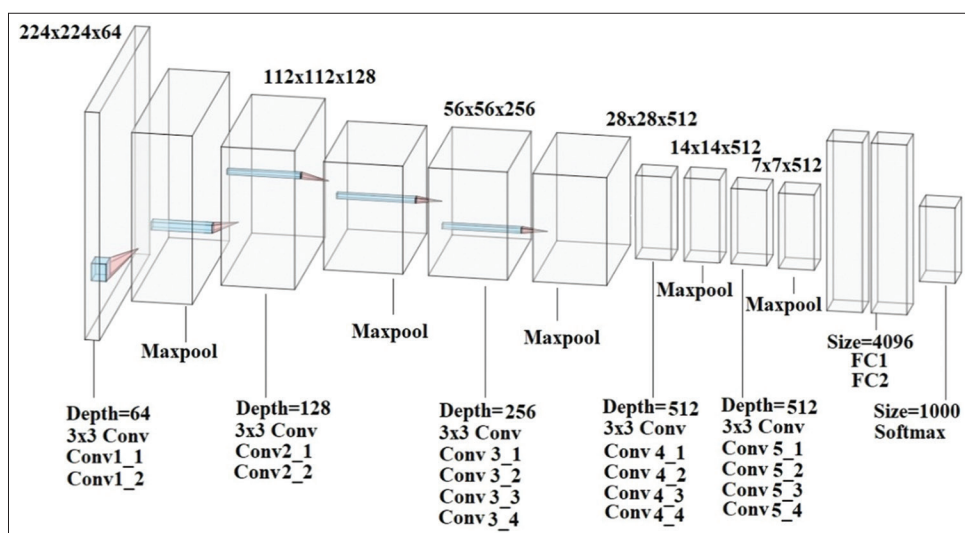 224x224x64
112x112x128
56x56x256
28x28x512
14x14x512
7x7x512
Maxpool
Maxpool
Maxpool
Maxpool
Maxpool
Depth=64
3x3 Conv
Conv1_1
Conv1_2
Depth=128
3x3 Conv
Conv2_1
Conv2_2
Depth=256
3x3 Conv
Conv 3_1
Conv 3_2
Conv 3_3
Conv 3_4
Depth=512
3x3 Conv
Conv 4_1
Conv 4_2
Conv 4_3
Conv 4_4
Depth=512
3x3 Conv
Conv 5_1
Conv 5_2
Conv 5_3
Conv 5_4
Size=4096
FC1
FC2
Size=1000
Softmax